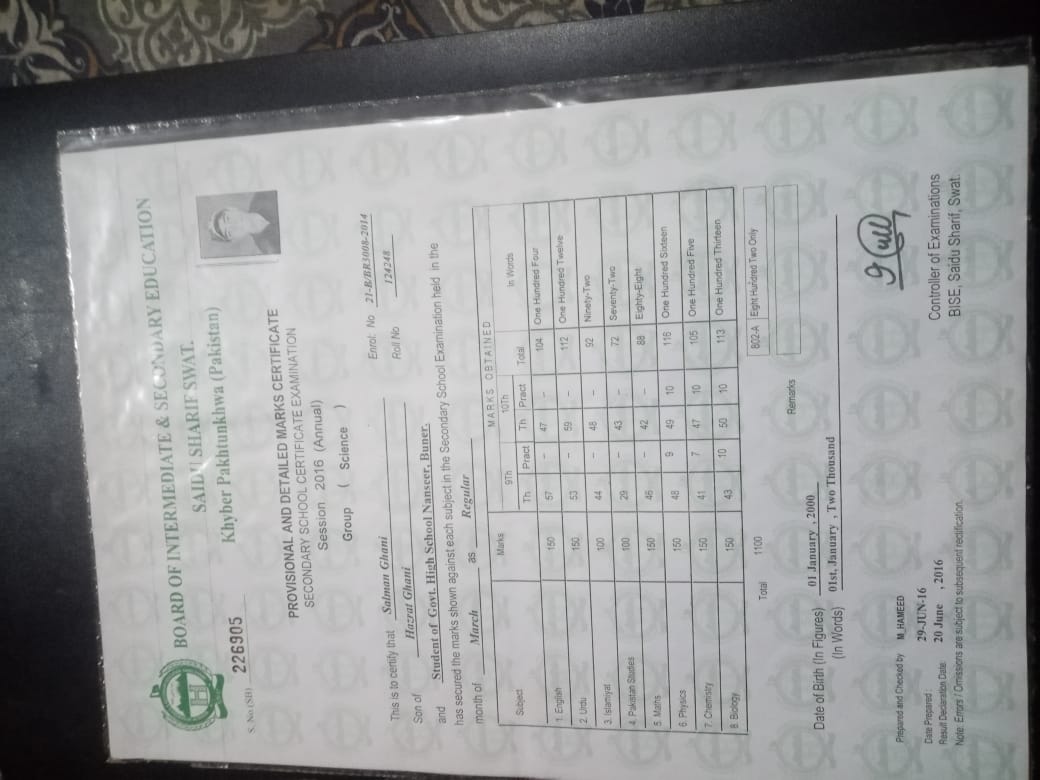 BOARD OF INTERMEDIATE & SECONDARY EDUCATION
SAIDU SHARIF SWAT.
Khyber Pakhtunkhwa (Pakistan)
S. No.(SB) 226905
PROVISIONAL AND DETAILED MARKS CERTIFICATE
SECONDARY SCHOOL CERTIFICATE EXAMINATION
Session 2016 (Annual)
Group ( Science )
Enrol: No 21-B/BR3008-2014
Roll No 124248
This is to certify that Salman Ghani
Son of Hazrat Ghani
and Student of Govt. High School Nanseer, Buner.
has secured the marks shown against each subject in the Secondary School Examination held in the
month of March as Regular
Subject Marks MARKS OBTAINED
9Th 10Th Total In Words
Th Pract Th Pract
1. English 150 57 - 47 - 104 One Hundred Four
2. Urdu 150 53 - 59 - 112 One Hundred Twelve
3. Islamiyat 100 44 - 48 - 92 Ninety-Two
4. Pakistan Studies 100 29 - 43 - 72 Seventy-Two
5. Maths 150 46 - 42 - 88 Eighty-Eight
6. Physics 150 48 9 49 10 116 One Hundred Sixteen
7. Chemistry 150 41 7 47 10 105 One Hundred Five
8. Biology 150 43 10 50 10 113 One Hundred Thirteen
Total 1100 802-A Eight Hundred Two Only
Remarks
Date of Birth (In Figures) 01 January , 2000
(In Words) 01st, January , Two Thousand
Prepared and Checked by M_HAMEED
Date Prepared : 29-JUN-16
Result Declaration Date: 20 June , 2016
Note: Errors / Omissions are subject to subsequent rectification.
Controller of Examinations
BISE, Saidu Sharif, Swat.